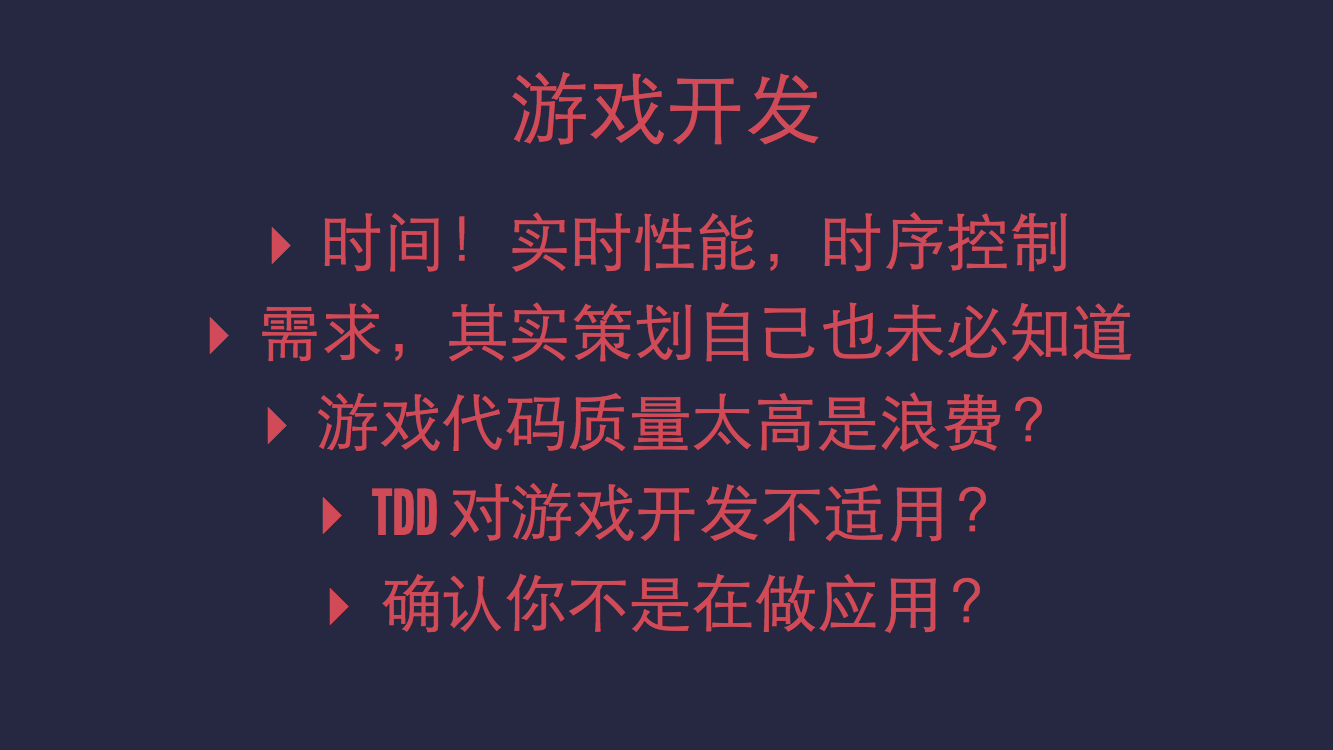 游戏开发
▸ 时间！实时性能，时序控制
▸ 需求，其实策划自己也未必知道
▸ 游戏代码质量太高是浪费？
▸ TDD 对游戏开发不适用？
▸ 确认你不是在做应用？